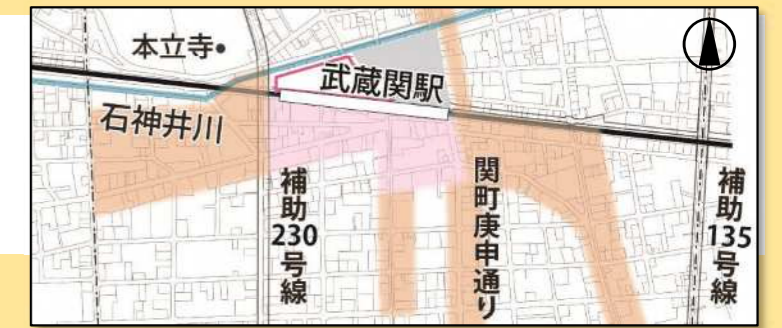 本立寺
武蔵関駅
石神井川
補助230号線
関町庚申通り
補助135号線